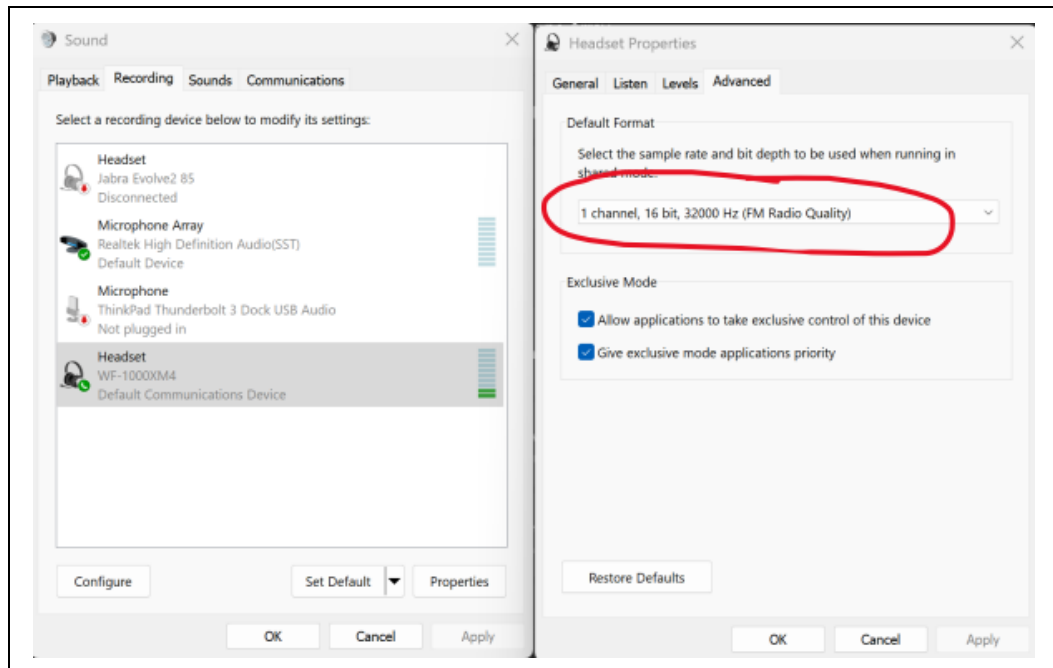 Sound
Playback Recording Sounds Communications
Select a recording device below to modify its settings:
Headset
Jabra Evolve2 85
Disconnected
Microphone Array
Realtek High Definition Audio(SST)
Default Device
Microphone
ThinkPad Thunderbolt 3 Dock USB Audio
Not plugged in
Headset
WF-1000XM4
Default Communications Device
Configure Set Default Properties
OK Cancel Apply
Headset Properties
General Listen Levels Advanced
Default Format
Select the sample rate and bit depth to be used when running in
shared mode.
1 channel, 16 bit, 32000 Hz (FM Radio Quality)
Exclusive Mode
Allow applications to take exclusive control of this device
Give exclusive mode applications priority
Restore Defaults
OK Cancel Apply